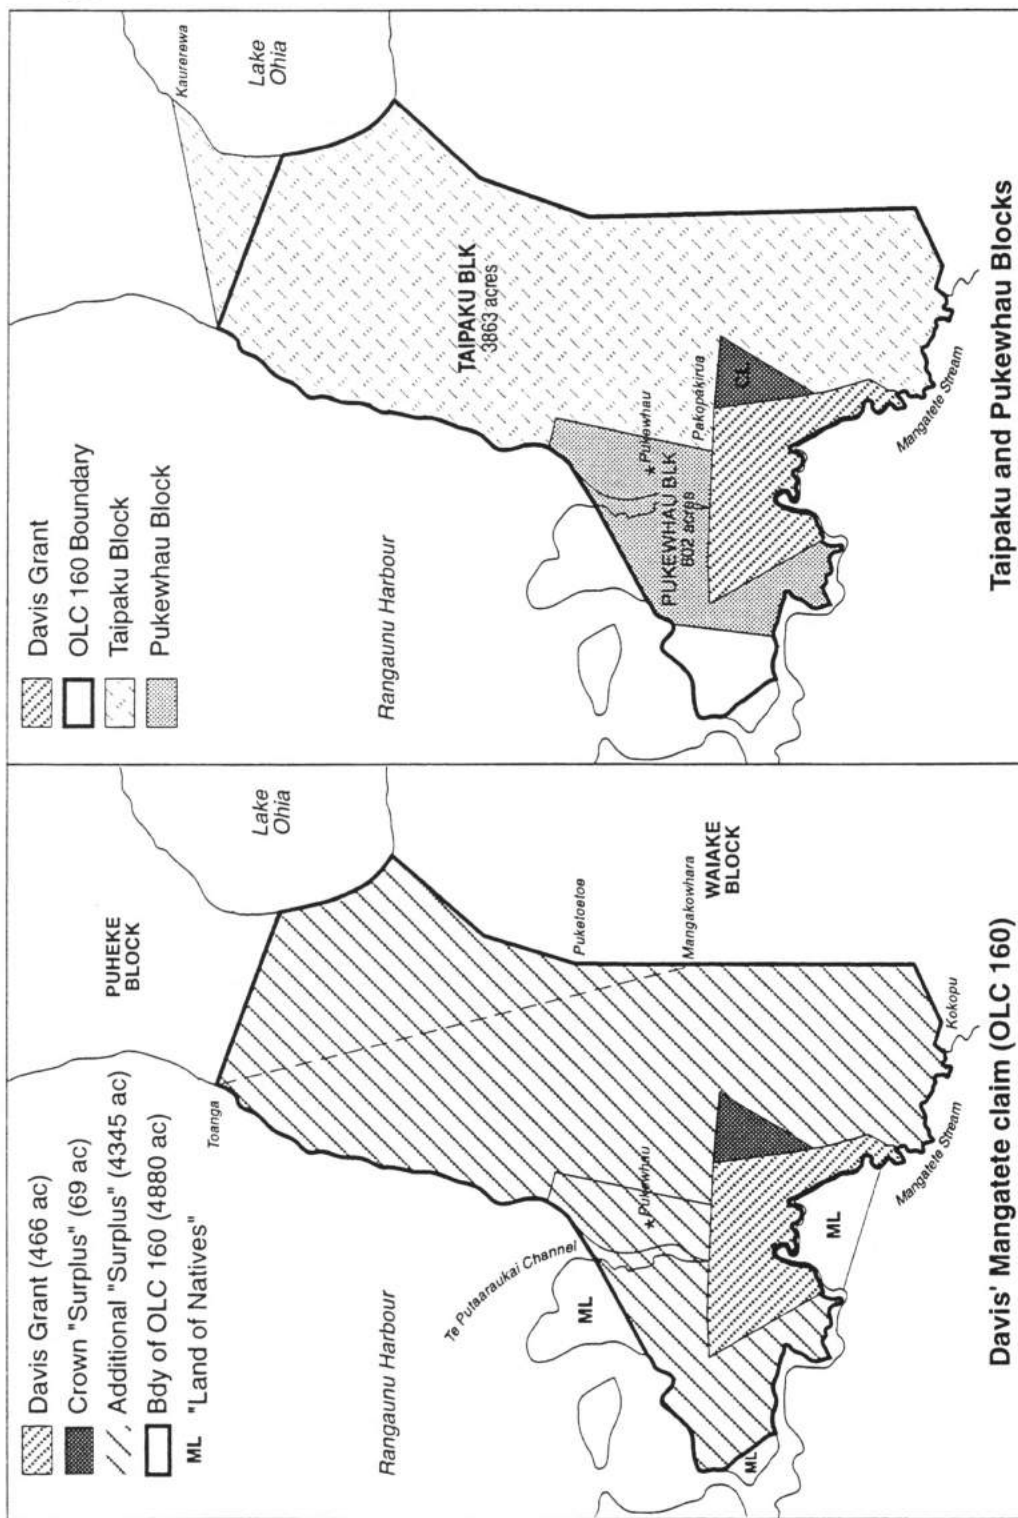 Davis Grant (466 ac)
Crown "Surplus" (69 ac)
Additional "Surplus" (4345 ac)
Bdy of OLC 160 (4880 ac)
ML "Land of Natives"
PUHEKE
BLOCK
Lake
Ohia
Toanga
Rangaunu Harbour
Te Putaaraukai Channel
ML
Pukewhau
Puketoetoe
Mangakowhara
WAIAKE
BLOCK
ML
ML
Mangatete Stream
Kokopu
Davis' Mangatete claim (OLC 160)
Davis Grant
OLC 160 Boundary
Taipaku Block
Pukewhau Block
Kaurerewa
Lake
Ohia
Rangaunu Harbour
TAIPAKU BLK
3863 acres
Pukewhau
PUKEWHAU BLK
802 acres
Pakopakirua
CL
Mangatete Stream
Taipaku and Pukewhau Blocks